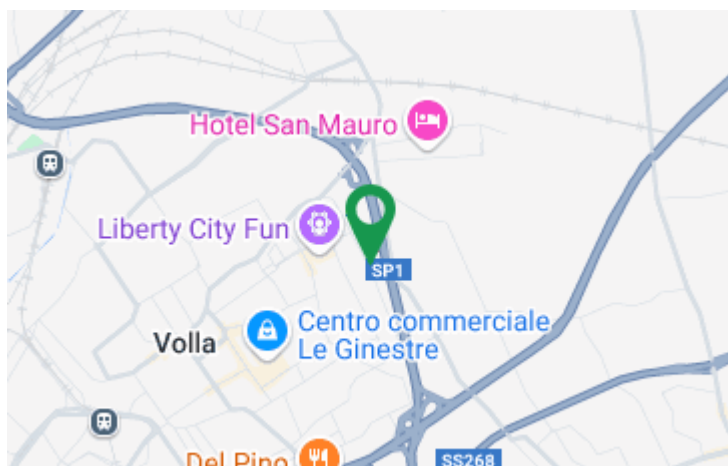 Hotel San Mauro
Liberty City Fun
SP1
Centro commerciale
Le Ginestre
Volla
Del Pino
SS268